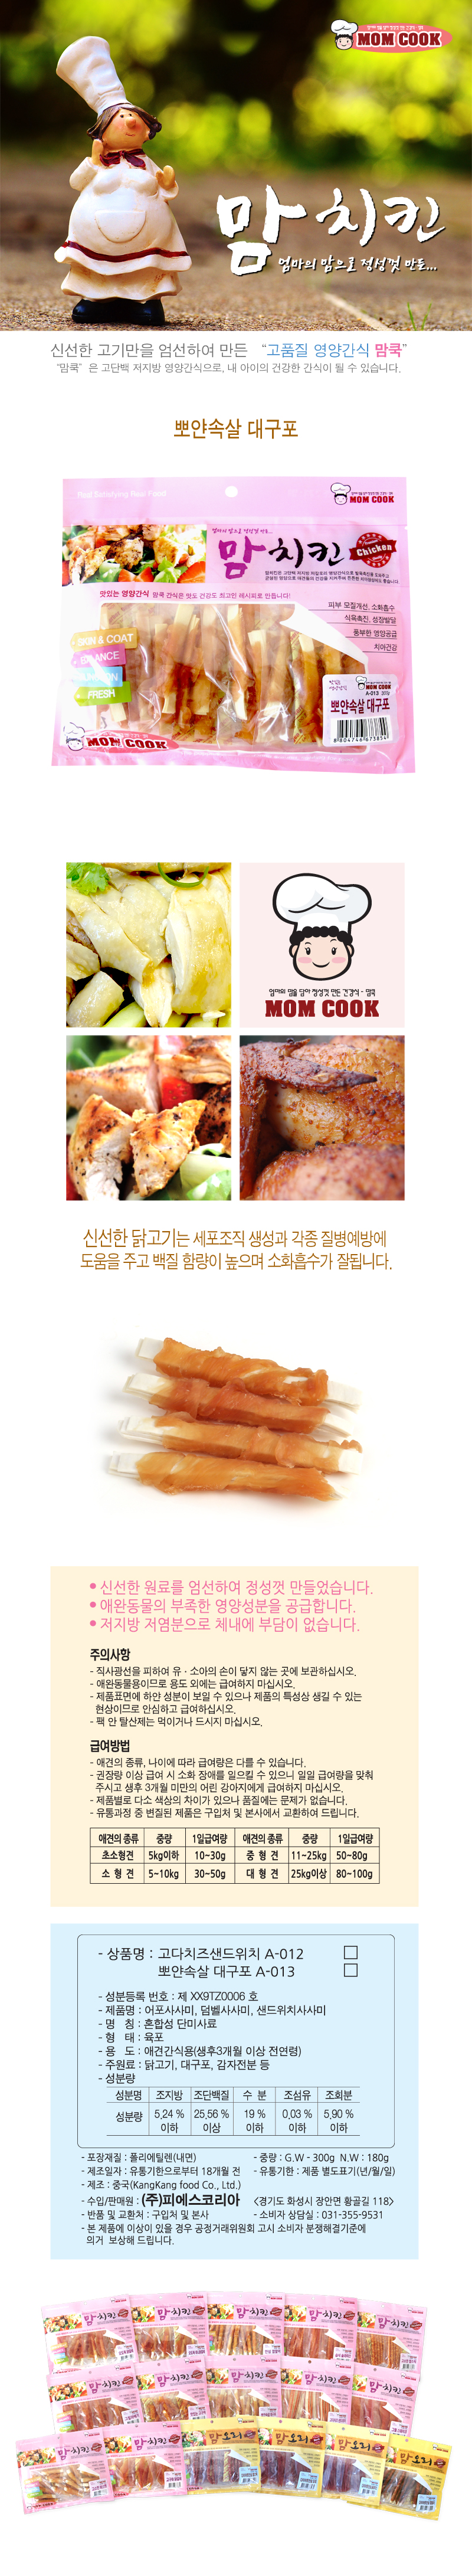 MOM COOK
맘치킨
엄마의 맘으로 정성껏 만든...
신선한 고기만을 엄선하여 만든 “고품질 영양간식 맘쿡”
“맘쿡” 은 고단백 저지방 영양간식으로, 내 아이의 건강한 간식이 될 수 있습니다.
뽀얀속살 대구포
Real Satisfying Real Food
MOM COOK
맘치킨
Chicken
맛있는 영양간식 맘쿡 간식은 맛도 건강도 최고인 레시피로 만듭니다!
피부 모질개선, 소화흡수
식욕촉진, 성장발달
풍부한 영양공급
치아건강
SKIN & COAT
FRESH
MOM COOK
A-013
뽀얀속살 대구포
MOM COOK
MOM COOK
신선한 닭고기는 세포조직 생성과 각종 질병예방에
도움을 주고 백질 함량이 높으며 소화흡수가 잘됩니다.
• 신선한 원료를 엄선하여 정성껏 만들었습니다.
• 애완동물의 부족한 영양성분을 공급합니다.
• 저지방 저염분으로 체내에 부담이 없습니다.
주의사항
- 직사광선을 피하여 유 · 소아의 손이 닿지 않는 곳에 보관하십시오.
- 애완동물용이므로 용도 외에는 급여하지 마십시오.
- 제품표면에 하얀 성분이 보일 수 있으나 제품의 특성상 생길 수 있는
현상이므로 안심하고 급여하십시오.
- 팩 안 탈산제는 먹이거나 드시지 마십시오.
급여방법
- 애견의 종류, 나이에 따라 급여량은 다를 수 있습니다.
- 권장량 이상 급여 시 소화 장애를 일으킬 수 있으니 일일 급여량을 맞춰
주시고 생후 3개월 미만의 어린 강아지에게 급여하지 마십시오.
- 제품별로 다소 색상의 차이가 있으나 품질에는 문제가 없습니다.
- 유통과정 중 변질된 제품은 구입처 및 본사에서 교환하여 드립니다.
애견의 종류 중량 1일급여량 애견의 종류 중량 1일급여량
초소형견 5kg이하 10~30g 중 형 견 11~25kg 50~80g
소 형 견 5~10kg 30~50g 대 형 견 25kg이상 80~100g
- 상품명 : 고다치즈샌드위치 A-012
뽀얀속살 대구포 A-013
- 성분등록 번호 : 제 XX9TZ0006 호
- 제품명 : 어포사사미, 덤벨사사미, 샌드위치사사미
- 명 칭 : 혼합성 단미사료
- 형 태 : 육포
- 용 도 : 애견간식용(생후3개월 이상 전연령)
- 주원료 : 닭고기, 대구포, 감자전분 등
- 성분량
성분명 조지방 조단백질 수 분 조섬유 조회분
성분량 5.24 % 이하 25.56 % 이상 19 % 이하 0.03 % 이하 5.90 % 이하
- 포장재질 : 폴리에틸렌(내면) - 중량 : G.W - 300g N.W : 180g
- 제조일자 : 유통기한으로부터 18개월 전 - 유통기한 : 제품 별도표기(년/월/일)
- 제조 : 중국(KangKang food Co., Ltd.)
- 수입/판매원 : (주)피에스코리아 <경기도 화성시 장안면 황골길 118>
- 반품 및 교환처 : 구입처 및 본사 - 소비자 상담실 : 031-355-9531
- 본 제품에 이상이 있을 경우 공정거래위원회 고시 소비자 분쟁해결기준에
의거 보상해 드립니다.
맘치킨
맘오리